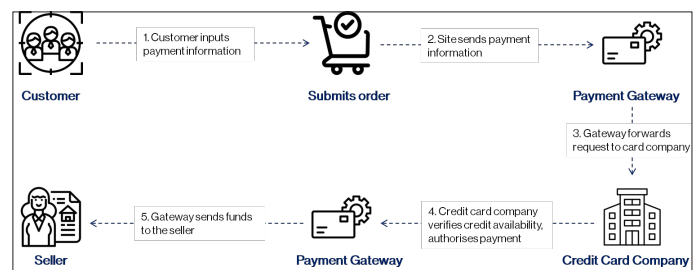 1. Customer inputs
payment information
2. Site sends payment
information
Customer
Submits order
Payment Gateway
3. Gateway forwards
request to card company
5. Gateway sends funds
to the seller
4. Credit card company
verifies credit availability,
authorises payment
Seller
Payment Gateway
Credit Card Company